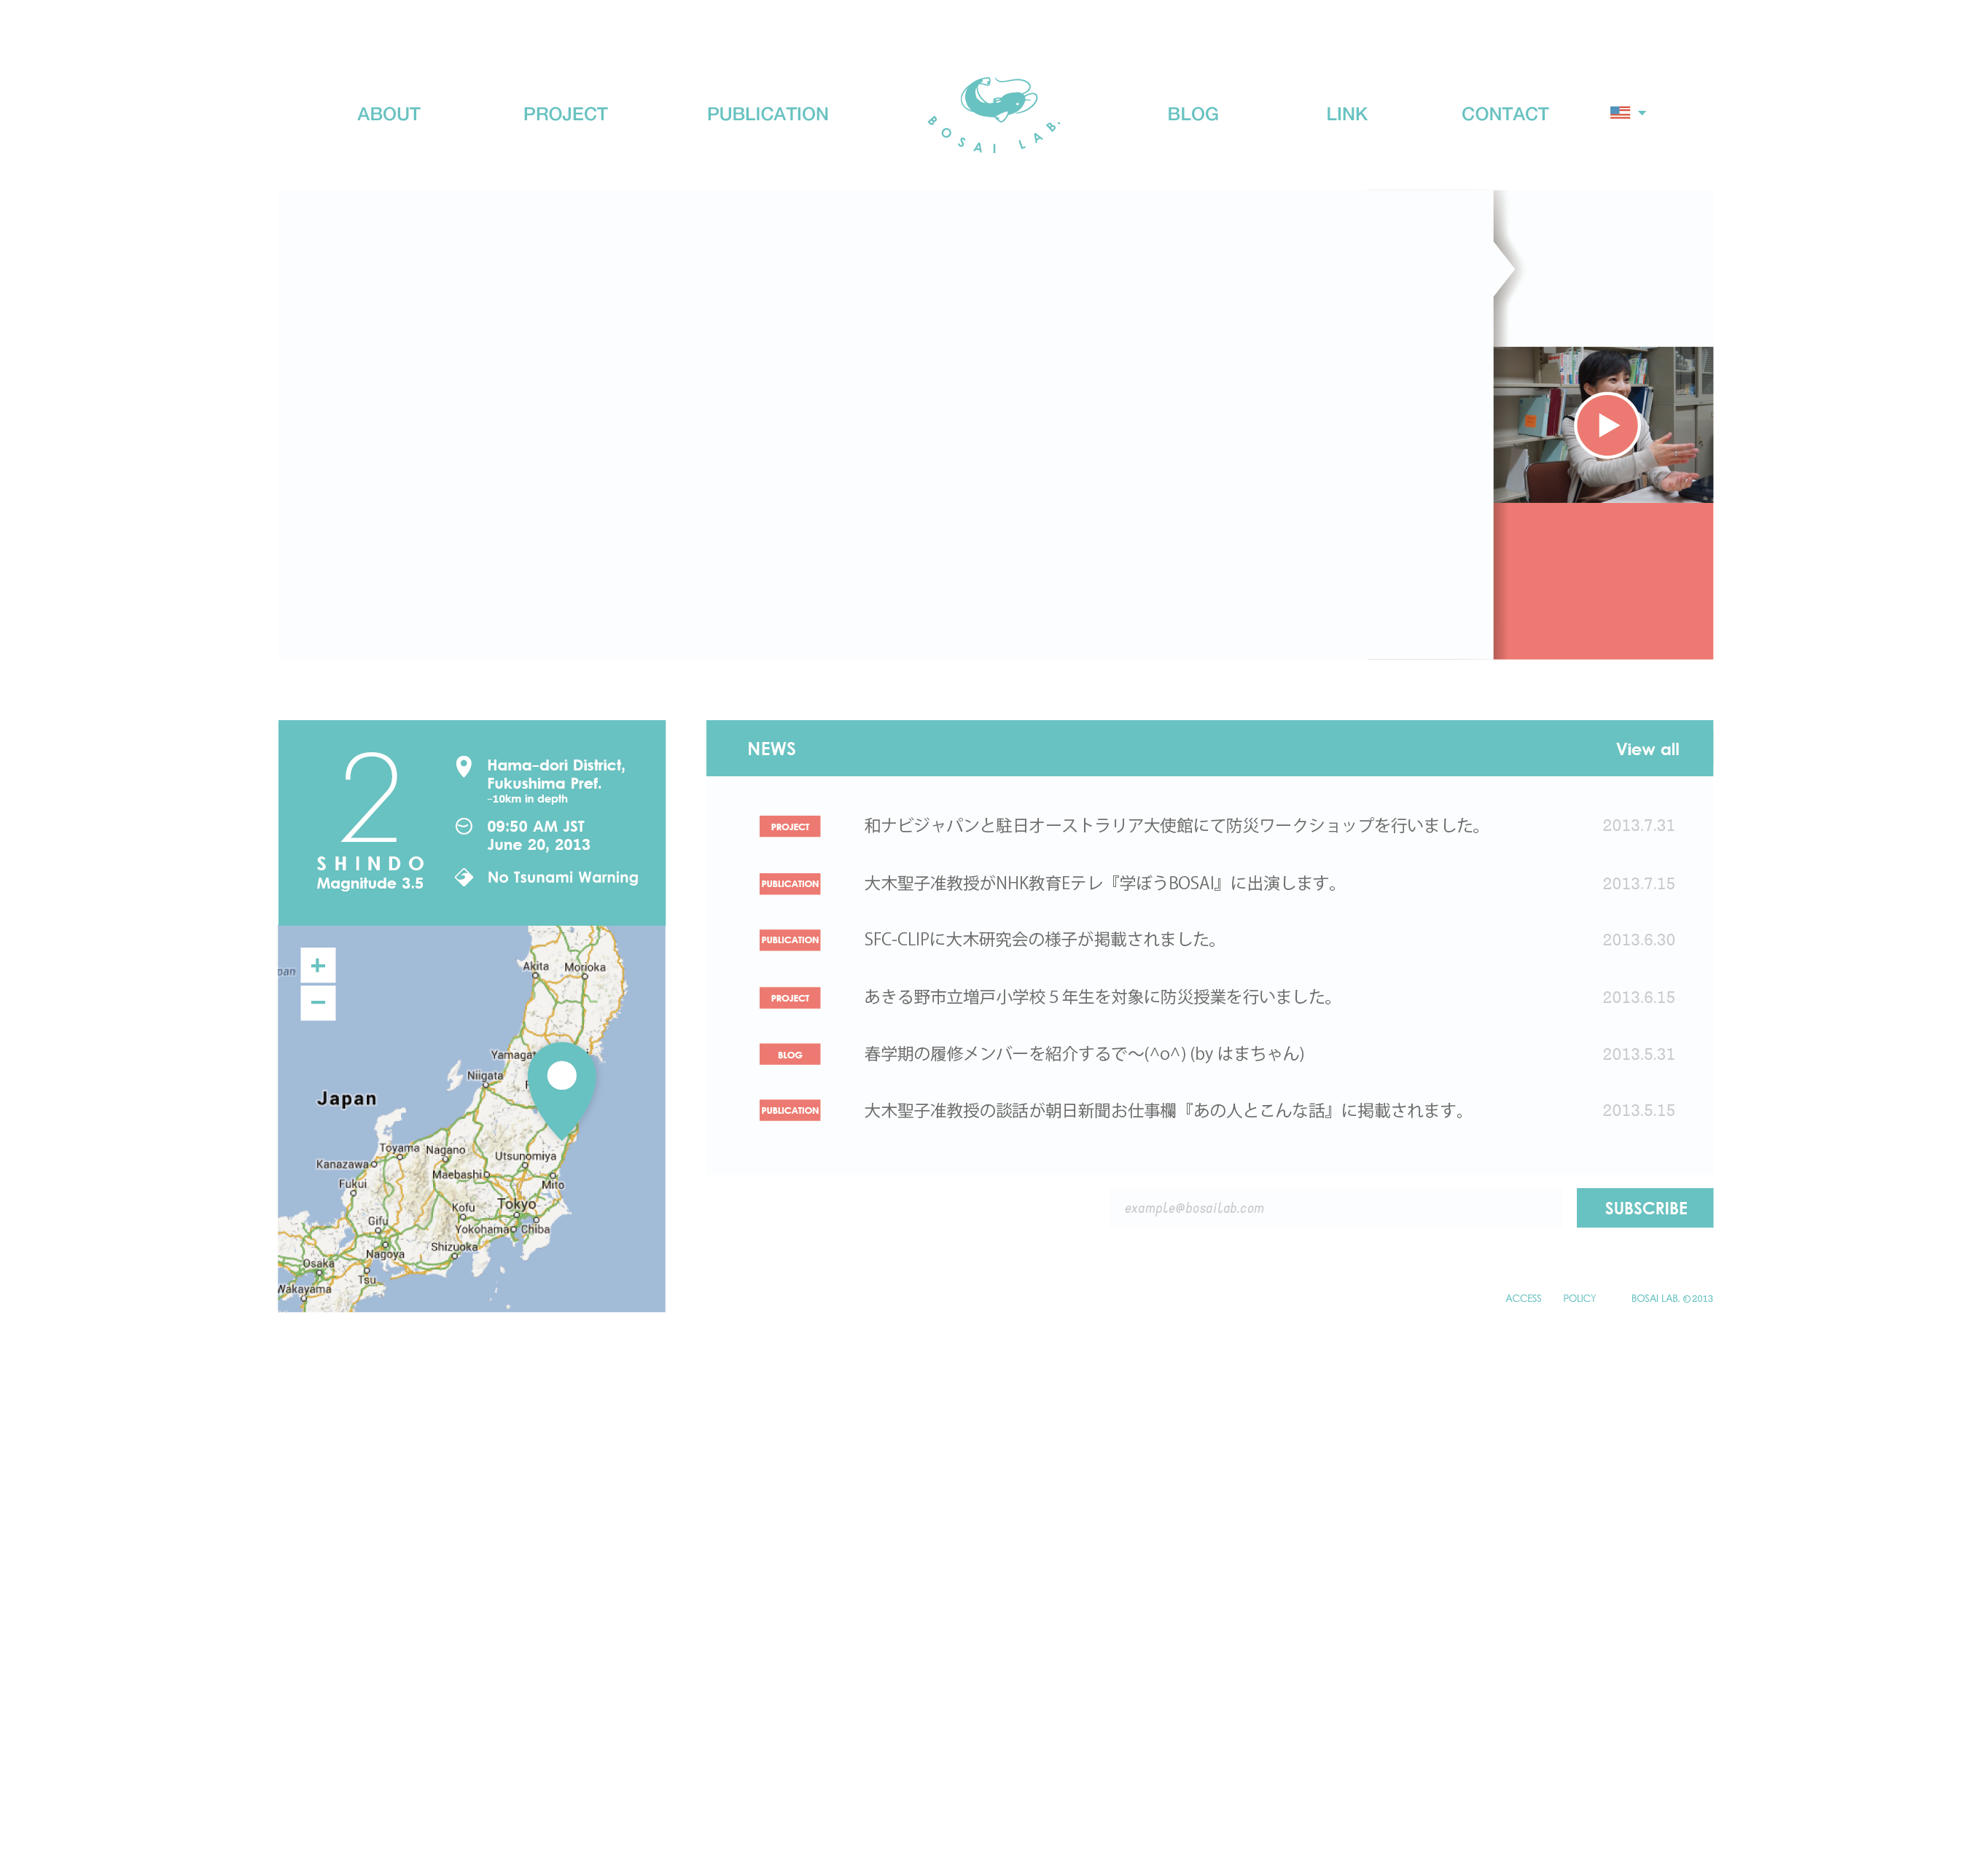 ABOUT
PROJECT
PUBLICATION
BOSAI LAB.
BLOG
LINK
CONTACT
2
SHINDO
Magnitude 3.5
Hama-dori District,
Fukushima Pref.
-10km in depth
09:50 AM JST
June 20, 2013
No Tsunami Warning
+
−
pan
Akita
Morioka
Yamagat
Niigata
F
Japan
Toyama
Nagano
Utsunomiya
Kanazawa
Maebashi
Fukui
Mito
Kofu
Tokyo
Gifu
Yokohama
Chiba
Nagoya
Shizuoka
Osaka
Tsu
Wakayama
NEWS
View all
PROJECT 和ナビジャパンと駐日オーストラリア大使館にて防災ワークショップを行いました。 2013.7.31
PUBLICATION 大木聖子准教授がNHK教育Eテレ『学ぼうBOSAI』に出演します。 2013.7.15
PUBLICATION SFC-CLIPに大木研究会の様子が掲載されました。 2013.6.30
PROJECT あきる野市立増戸小学校５年生を対象に防災授業を行いました。 2013.6.15
BLOG 春学期の履修メンバーを紹介するで〜(^o^) (by はまちゃん) 2013.5.31
PUBLICATION 大木聖子准教授の談話が朝日新聞お仕事欄『あの人とこんな話』に掲載されます。 2013.5.15
example@bosailab.com
SUBSCRIBE
ACCESS
POLICY
BOSAI LAB. ©2013